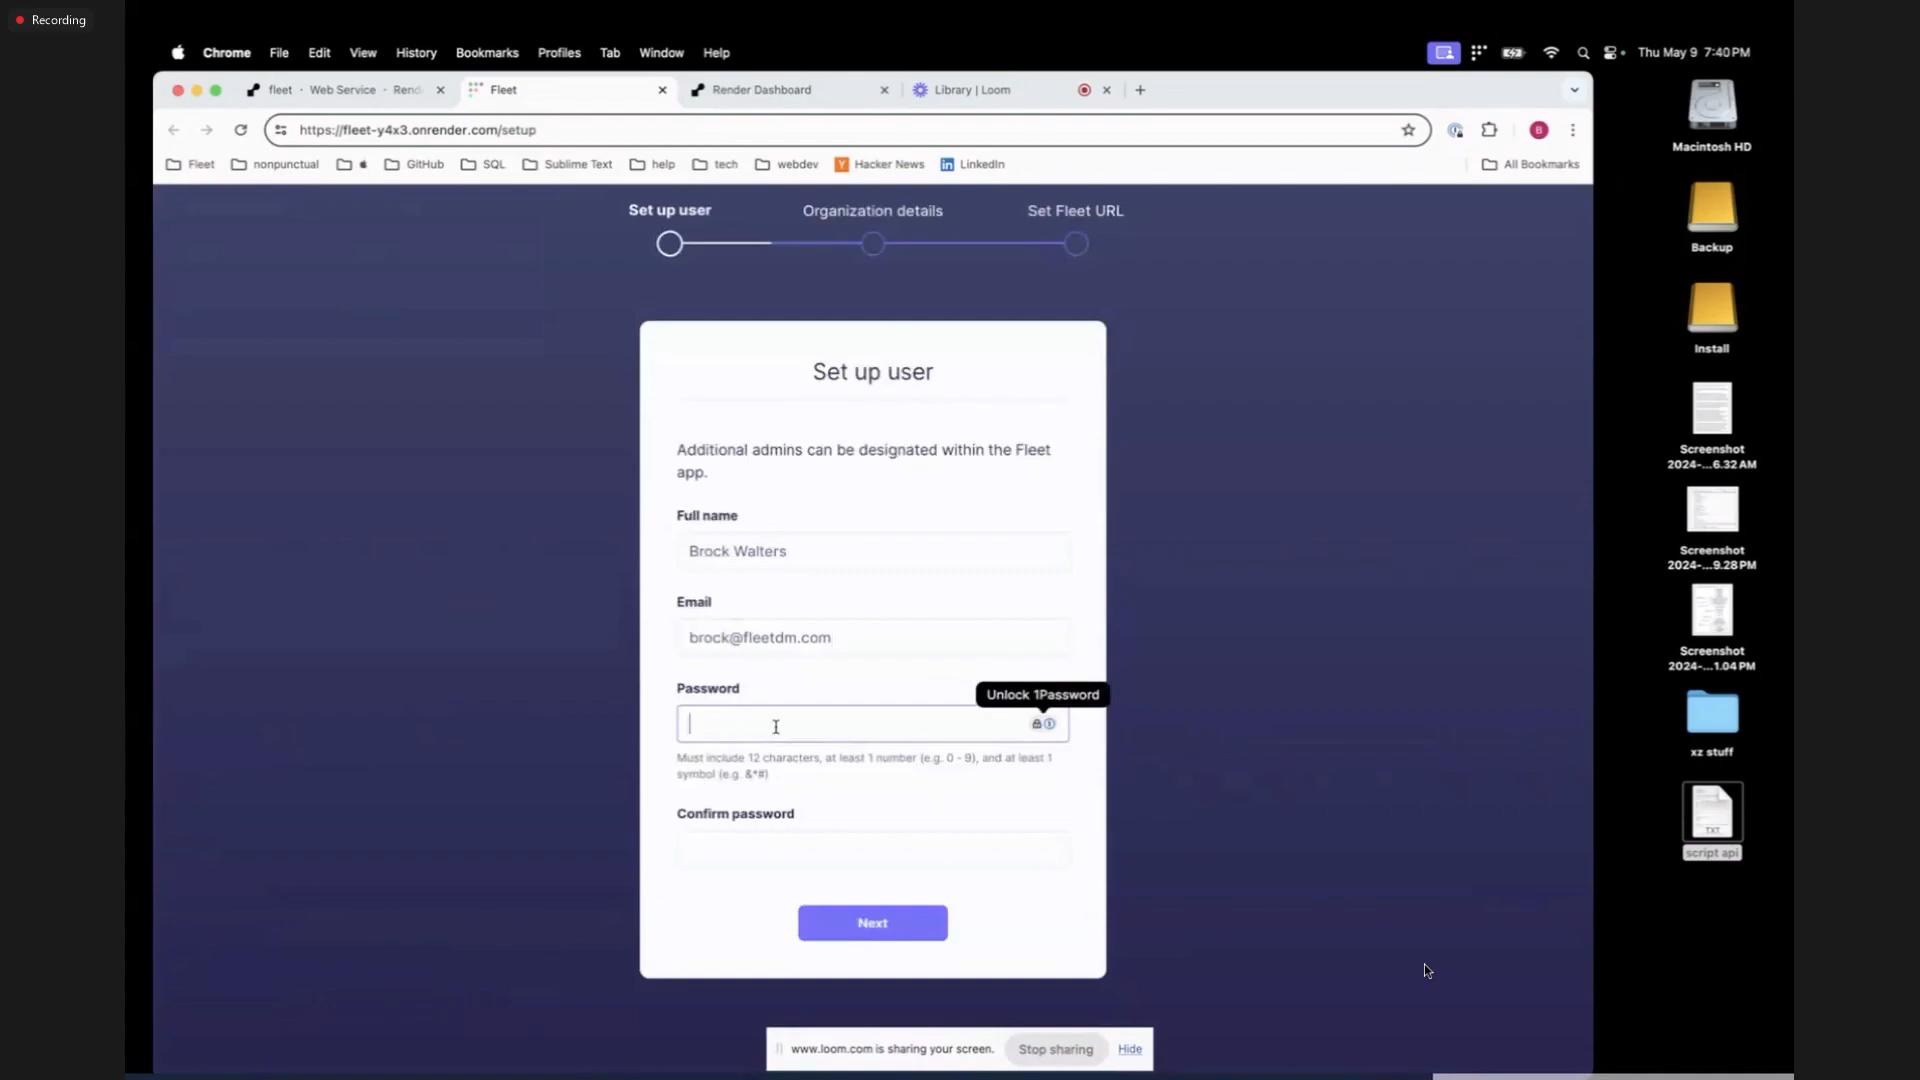 Recording
Chrome File Edit View History Bookmarks Profiles Tab Window Help
Thu May 9 7:40 PM
fleet · Web Service · Rend
Fleet
Render Dashboard
Library | Loom
https://fleet-y4x3.onrender.com/setup
Fleet
nonpunctual
GitHub
SQL
Sublime Text
help
tech
webdev
Y Hacker News
in LinkedIn
All Bookmarks
B
Set up user
Organization details
Set Fleet URL
Set up user
Additional admins can be designated within the Fleet
app.
Full name
Brock Walters
Email
brock@fleetdm.com
Password
Unlock 1Password
Must include 12 characters, at least 1 number (e.g. 0 - 9), and at least 1
symbol (e.g. &*#)
Confirm password
Next
www.loom.com is sharing your screen.
Stop sharing
Hide
Macintosh HD
Backup
Install
Screenshot
2024-...6.32 AM
Screenshot
2024-...9.28 PM
Screenshot
2024-...1.04 PM
xz stuff
TXT
script api